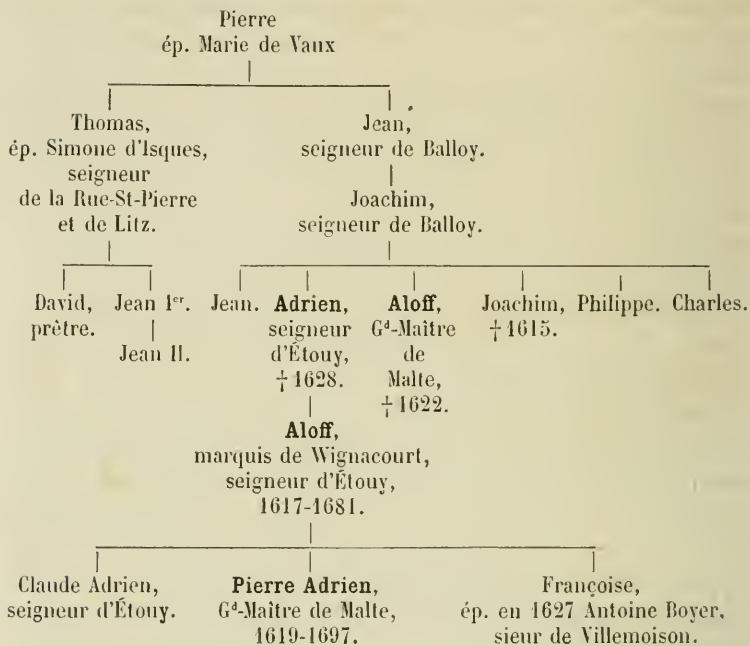 Pierre
ép. Marie de Vaux
Thomas,
ép. Simone d'Isques,
seigneur
de la Rue-St-Pierre
et de Litz.
Jean,
seigneur de Balloy.
Joachim,
seigneur de Balloy.
David,
prêtre.
Jean Ier.
Jean II.
Jean.
Adrien,
seigneur
d'Étouy,
† 1628.
Aloff,
Gd-Maître
de
Malte,
† 1622.
Joachim,
† 1615.
Philippe.
Charles.
Aloff,
marquis de Wignacourt,
seigneur d'Étouy,
1617-1681.
Claude Adrien,
seigneur d'Étouy.
Pierre Adrien,
Gd-Maître de Malte,
1619-1697.
Françoise,
ép. en 1627 Antoine Boyer,
sieur de Villemoison.